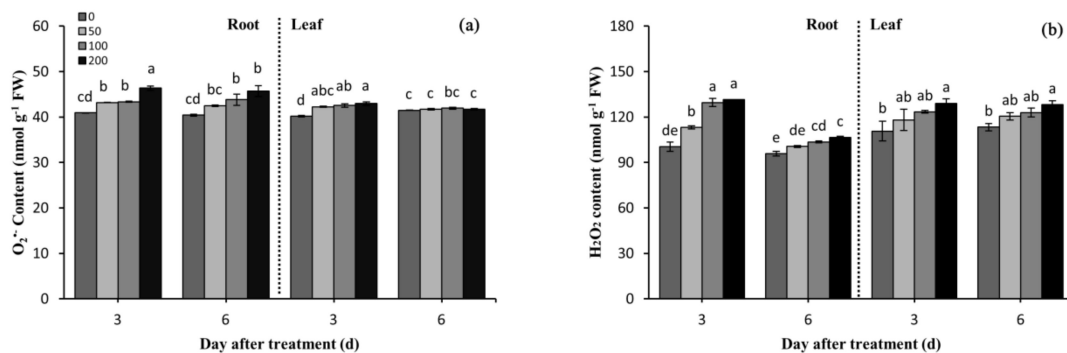 60
50
40
30
20
10
0
O₂•- Content (nmol g-1 FW)
0
50
100
200
Root Leaf (a)
cd b b a
cd bc b b
d abc ab a
c c bc c
3 6 3 6
Day after treatment (d)
180
150
120
90
60
30
0
H₂O₂ content (nmol g-1 FW)
Root Leaf (b)
de b a a
e de cd c
b ab ab a
b ab ab a
3 6 3 6
Day after treatment (d)